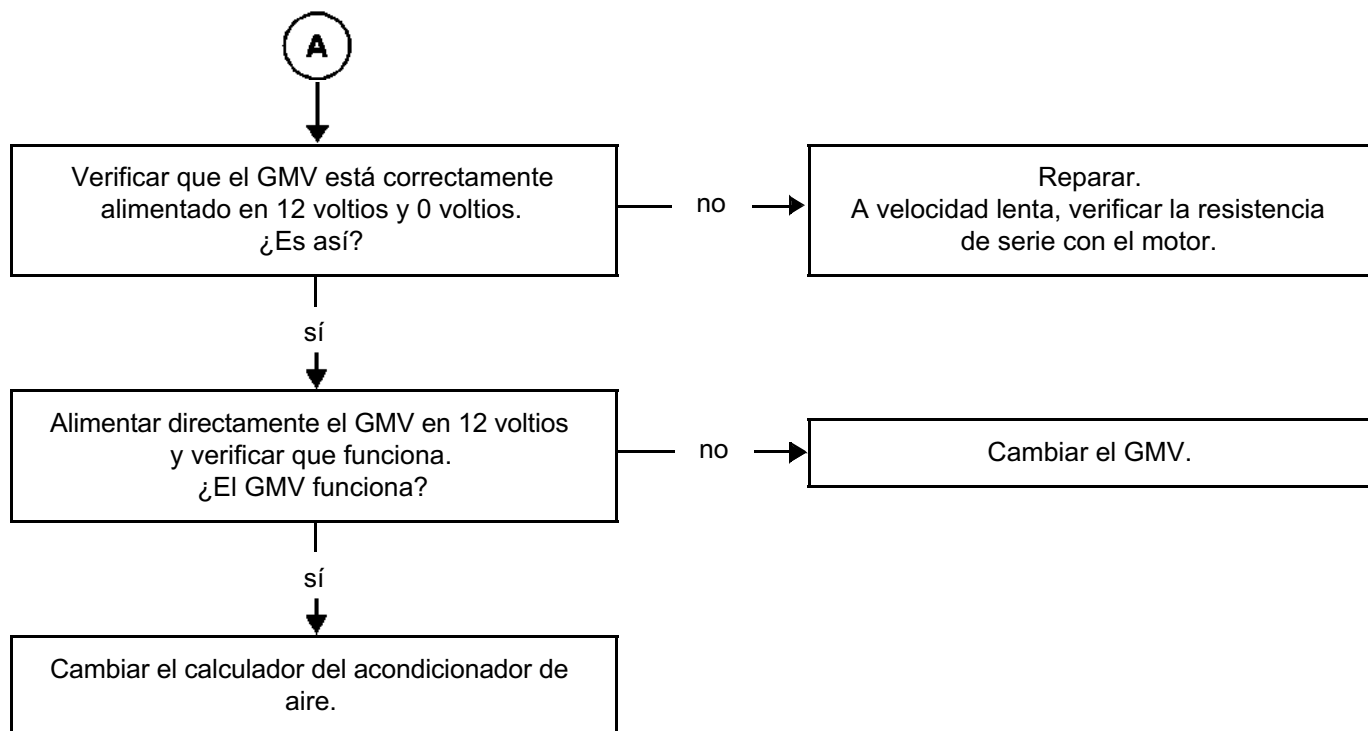 A
Verificar que el GMV está correctamente
alimentado en 12 voltios y 0 voltios.
¿Es así?
no
Reparar.
A velocidad lenta, verificar la resistencia
de serie con el motor.
sí
Alimentar directamente el GMV en 12 voltios
y verificar que funciona.
¿El GMV funciona?
no
Cambiar el GMV.
sí
Cambiar el calculador del acondicionador de
aire.